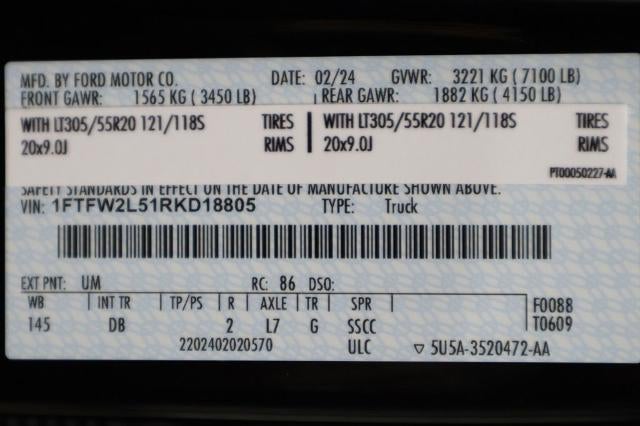 MFD. BY FORD MOTOR CO. DATE: 02/24 GVWR: 3221 KG ( 7100 LB)
FRONT GAWR: 1565 KG ( 3450 LB) REAR GAWR: 1882 KG ( 4150 LB)
WITH LT305/55R20 121/118S TIRES WITH LT305/55R20 121/118S TIRES
20x9.0J RIMS 20x9.0J RIMS
PT00050227-AA
SAFETY STANDARDS IN EFFECT ON THE DATE OF MANUFACTURE SHOWN ABOVE.
VIN: 1FTFW2L51RKD18805 TYPE: Truck
EXT PNT: UM RC: 86 DSO:
WB INT TR TP/PS R AXLE TR SPR F0088
145 DB 2 L7 G SSCC T0609
2202402020570 ULC ▽ 5U5A-3520472-AA